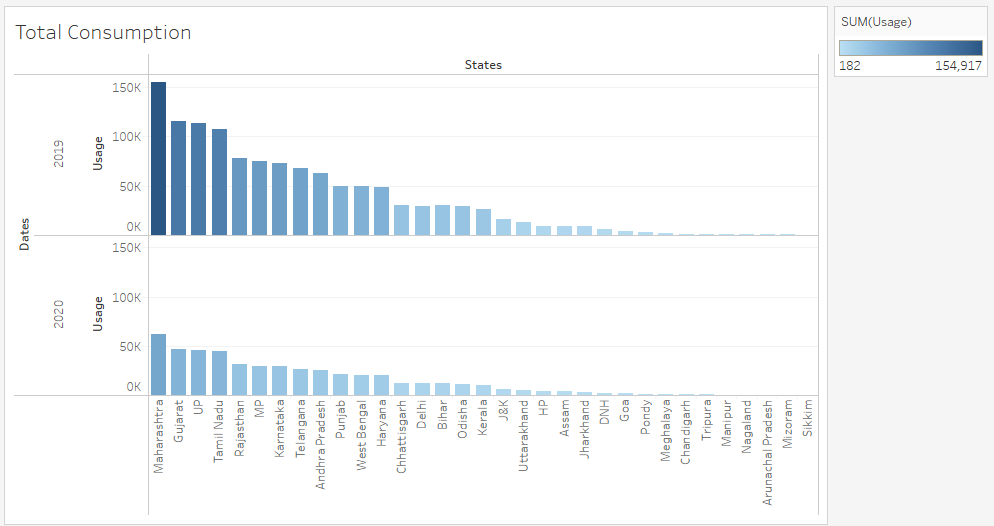 Total Consumption
SUM(Usage)
182 154,917
States
Dates
2019
Usage
150K
100K
50K
0K
2020
Usage
150K
100K
50K
0K
Maharashtra
Gujarat
UP
Tamil Nadu
Rajasthan
MP
Karnataka
Telangana
Andhra Pradesh
Punjab
West Bengal
Haryana
Chhattisgarh
Delhi
Bihar
Odisha
Kerala
J&K
Uttarakhand
HP
Assam
Jharkhand
DNH
Goa
Pondy
Meghalaya
Chandigarh
Tripura
Manipur
Nagaland
Arunachal Pradesh
Mizoram
Sikkim